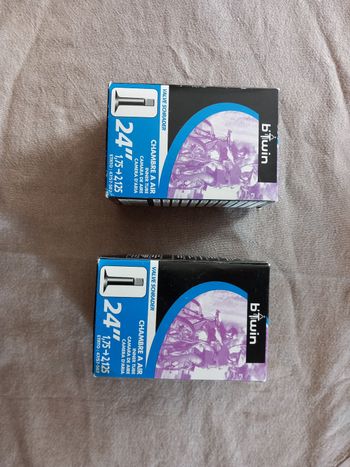 b'twin
VALVE SCHRADER
24"
1,75→2,125
CHAMBRE A AIR
INNER TUBE
CAMARA DE AIRE
CAMERA D'ARIA
b'twin
VALVE SCHRADER
24"
1,75→2,125
CHAMBRE A AIR
INNER TUBE
CAMARA DE AIRE
CAMERA D'ARIA